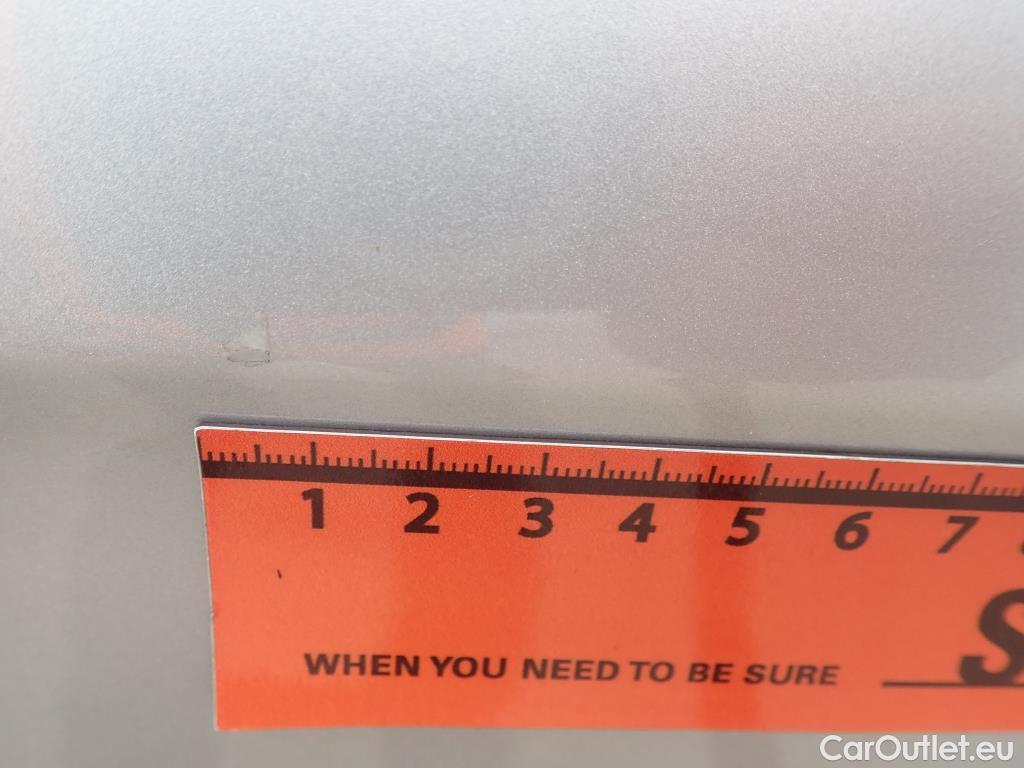 1 2 3 4 5 6 7
WHEN YOU NEED TO BE SURE
CarOutlet.eu